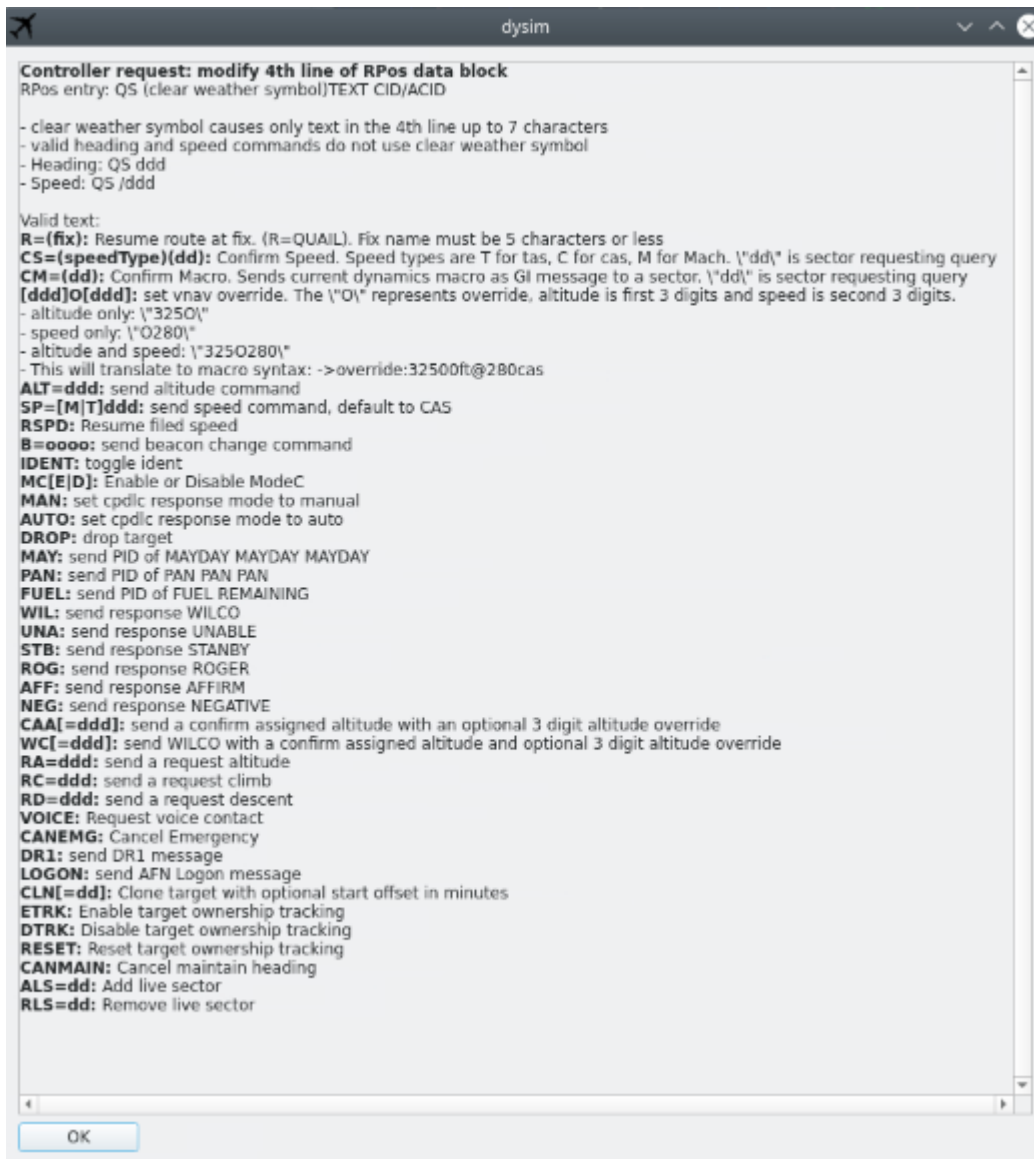 dysim
Controller request: modify 4th line of RPos data block
RPos entry: QS (clear weather symbol)TEXT CID/ACID
- clear weather symbol causes only text in the 4th line up to 7 characters
- valid heading and speed commands do not use clear weather symbol
- Heading: QS ddd
- Speed: QS /ddd
Valid text:
R=(fix): Resume route at fix. (R=QUAIL). Fix name must be 5 characters or less
CS=(speedType)(dd): Confirm Speed. Speed types are T for tas, C for cas, M for Mach. \"dd\" is sector requesting query
CM=(dd): Confirm Macro. Sends current dynamics macro as GI message to a sector. \"dd\" is sector requesting query
[ddd]O[ddd]: set vnav override. The \"O\" represents override, altitude is first 3 digits and speed is second 3 digits.
- altitude only: \"325O\"
- speed only: \"O280\"
- altitude and speed: \"325O280\"
- This will translate to macro syntax: ->override:32500ft@280cas
ALT=ddd: send altitude command
SP=[M|T]ddd: send speed command, default to CAS
RSPD: Resume filed speed
B=oooo: send beacon change command
IDENT: toggle ident
MC[E|D]: Enable or Disable ModeC
MAN: set cpdlc response mode to manual
AUTO: set cpdlc response mode to auto
DROP: drop target
MAY: send PID of MAYDAY MAYDAY MAYDAY
PAN: send PID of PAN PAN PAN
FUEL: send PID of FUEL REMAINING
WIL: send response WILCO
UNA: send response UNABLE
STB: send response STANBY
ROG: send response ROGER
AFF: send response AFFIRM
NEG: send response NEGATIVE
CAA[=ddd]: send a confirm assigned altitude with an optional 3 digit altitude override
WC[=ddd]: send WILCO with a confirm assigned altitude and optional 3 digit altitude override
RA=ddd: send a request altitude
RC=ddd: send a request climb
RD=ddd: send a request descent
VOICE: Request voice contact
CANEMG: Cancel Emergency
DR1: send DR1 message
LOGON: send AFN Logon message
CLN[=dd]: Clone target with optional start offset in minutes
ETRK: Enable target ownership tracking
DTRK: Disable target ownership tracking
RESET: Reset target ownership tracking
CANMAIN: Cancel maintain heading
ALS=dd: Add live sector
RLS=dd: Remove live sector
OK